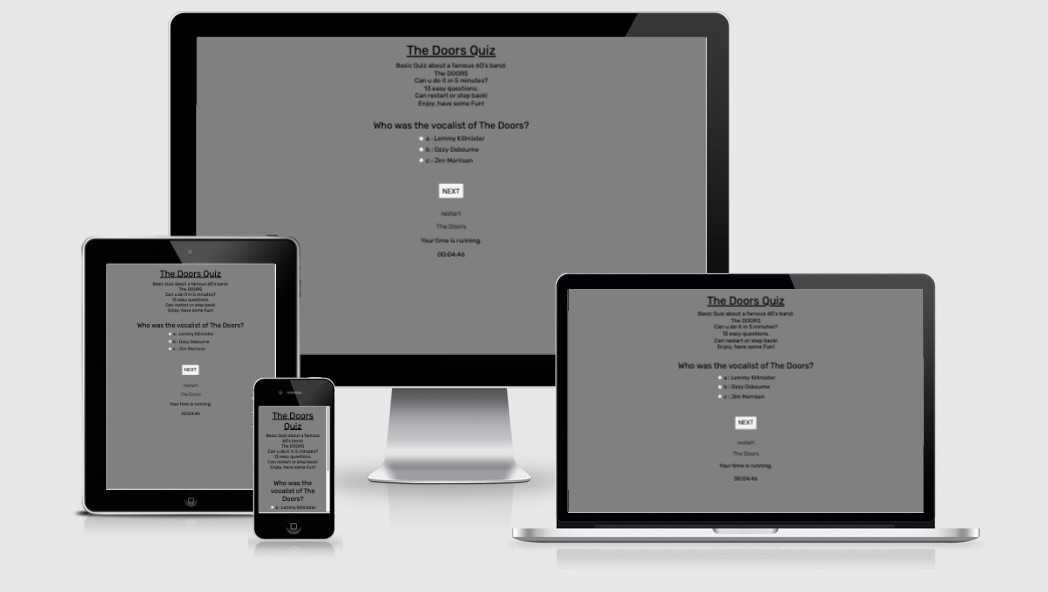 The Doors Quiz
Basic Quiz about a famous 60's band:
The DOORS
Can u do it in 5 minutes?
13 easy questions.
Can restart or step back!
Enjoy, have some Fun!
Who was the vocalist of The Doors?
a : Lemmy Killmister
b : Ozzy Osbourne
c : Jim Morrison
NEXT
restart
The Doors
Your time is running.
00:04:46
The Doors Quiz
Basic Quiz about a famous 60's band:
The DOORS
Can u do it in 5 minutes?
13 easy questions.
Can restart or step back!
Enjoy, have some Fun!
Who was the vocalist of The Doors?
a : Lemmy Killmister
b : Ozzy Osbourne
c : Jim Morrison
NEXT
restart
The Doors
Your time is running.
00:04:46
The Doors
Quiz
Basic Quiz about a famous
60's band:
The DOORS
Can u do it in 5 minutes?
13 easy questions.
Can restart or step back!
Enjoy, have some Fun!
Who was the
vocalist of The
Doors?
a : Lemmy Killmister
The Doors Quiz
Basic Quiz about a famous 60's band:
The DOORS
Can u do it in 5 minutes?
13 easy questions.
Can restart or step back!
Enjoy, have some Fun!
Who was the vocalist of The Doors?
a : Lemmy Killmister
b : Ozzy Osbourne
c : Jim Morrison
NEXT
restart
The Doors
Your time is running.
00:04:46